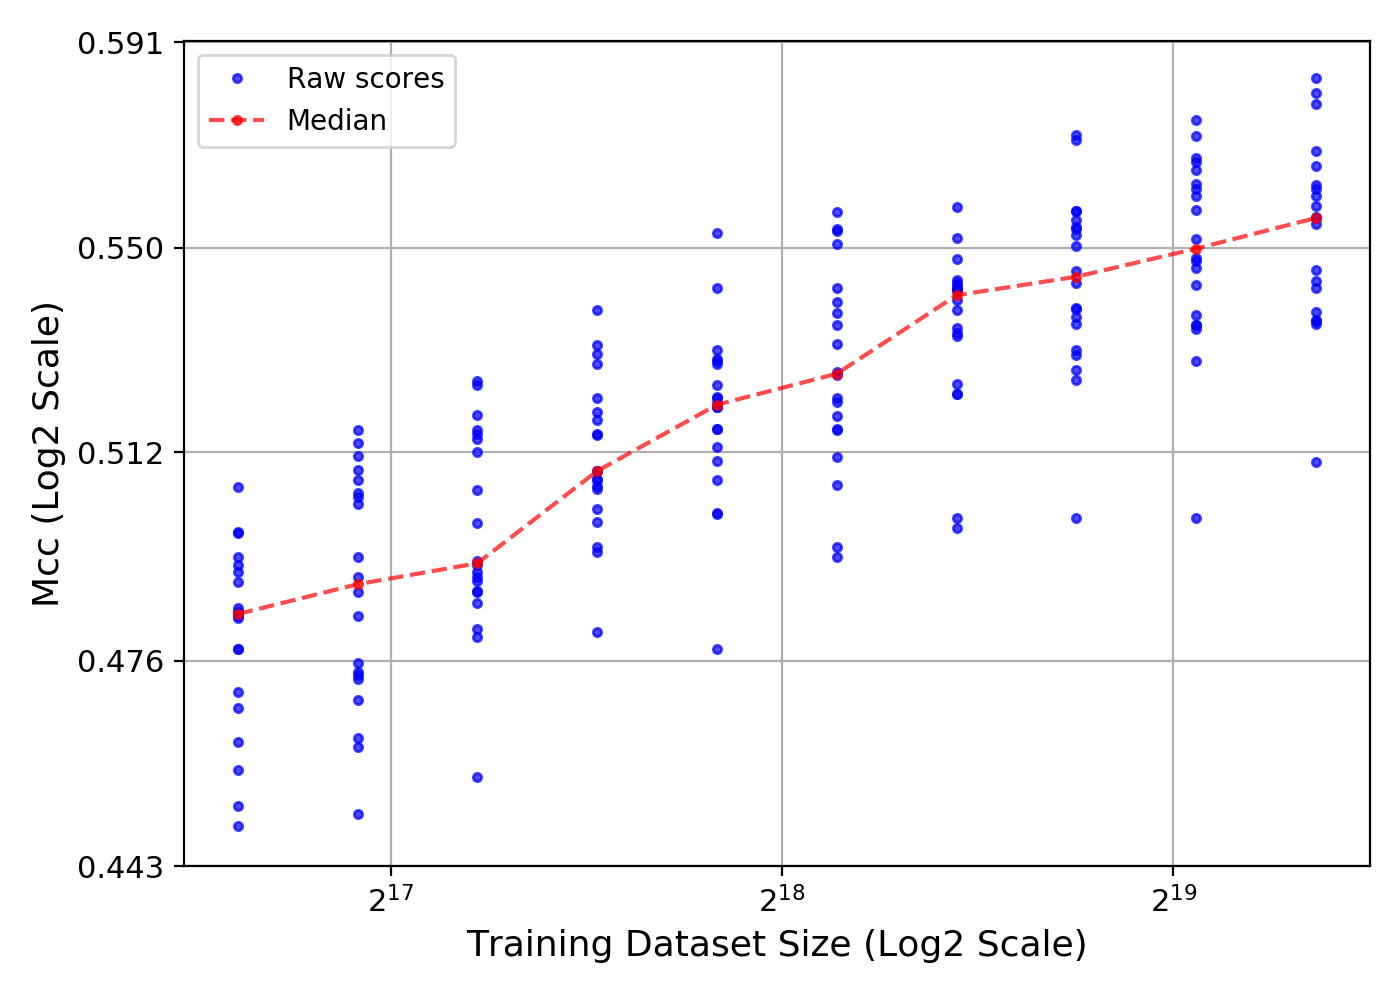 0.591
Raw scores
Median
0.550
0.512
0.476
0.443
Mcc (Log2 Scale)
2^17
2^18
2^19
Training Dataset Size (Log2 Scale)